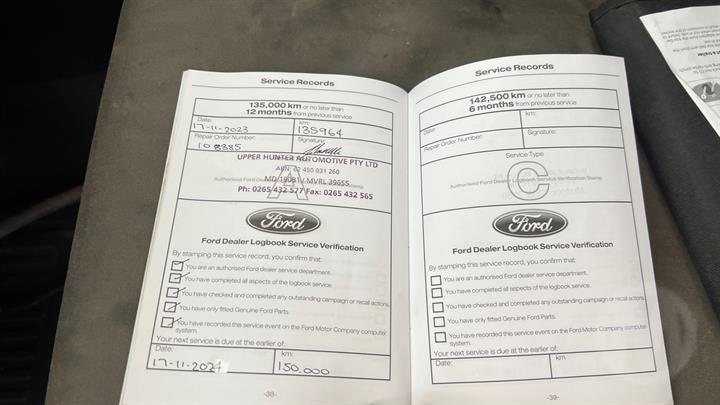 Service Records
135,000 km or no later than
12 months from previous service
Date: km:
17-11-2023 135964
Repair Order Number: Signature:
108385
UPPER HUNTER AUTOMOTIVE PTY LTD
ABN: 62 450 031 260
MD 19081 / MVRL 39655
Ph: 0265 432 577 Fax: 0265 432 565
A
Ford
Ford Dealer Logbook Service Verification
By stamping this service record, you confirm that:
You are an authorised Ford dealer service department.
You have completed all aspects of the logbook service.
You have checked and completed any outstanding campaign or recall actions.
You have only fitted Genuine Ford Parts.
You have recorded this service event on the Ford Motor Company computer
system.
Your next service is due at the earlier of:
Date: km:
17-11-2024 150,000
-38-
Service Records
142,500 km or no later than
6 months from previous service
Date: km:
Repair Order Number: Signature:
Service Type
Authorised Ford Dealer Logbook Service Verification Stamp
C
Ford
Ford Dealer Logbook Service Verification
By stamping this service record, you confirm that:
You are an authorised Ford dealer service department.
You have completed all aspects of the logbook service.
You have checked and completed any outstanding campaign or recall actions.
You have only fitted Genuine Ford Parts.
You have recorded this service event on the Ford Motor Company computer
system.
Your next service is due at the earlier of:
Date: km
-39-